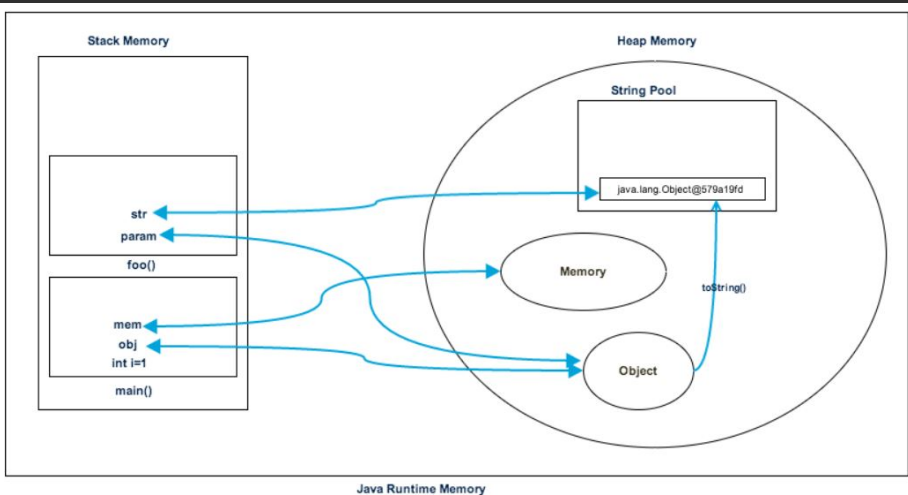 Stack Memory
Heap Memory
String Pool
java.lang.Object@579a19fd
str
param
foo()
Memory
toString()
mem
obj
int i=1
Object
main()
Java Runtime Memory